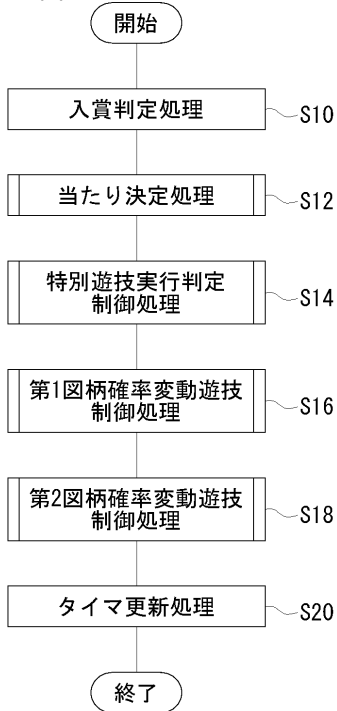 開始
入賞判定処理
S10
当たり決定処理
S12
特別遊技実行判定
制御処理
S14
第1図柄確率変動遊技
制御処理
S16
第2図柄確率変動遊技
制御処理
S18
タイマ更新処理
S20
終了